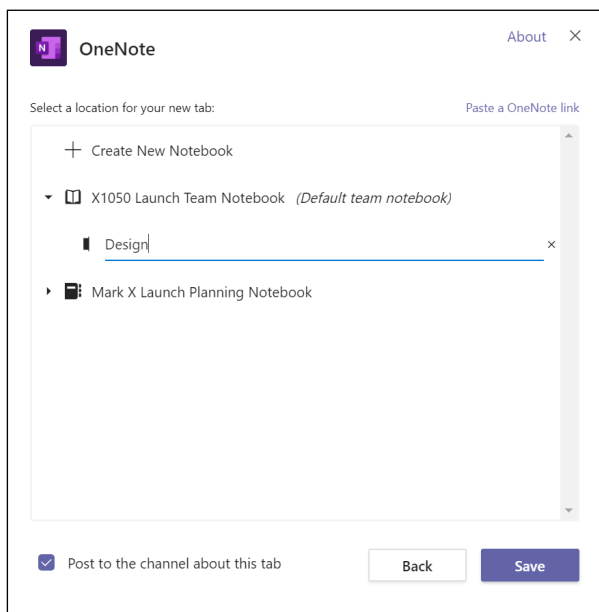 OneNote
About
Select a location for your new tab:
Paste a OneNote link
Create New Notebook
X1050 Launch Team Notebook (Default team notebook)
Design
Mark X Launch Planning Notebook
Post to the channel about this tab
Back
Save